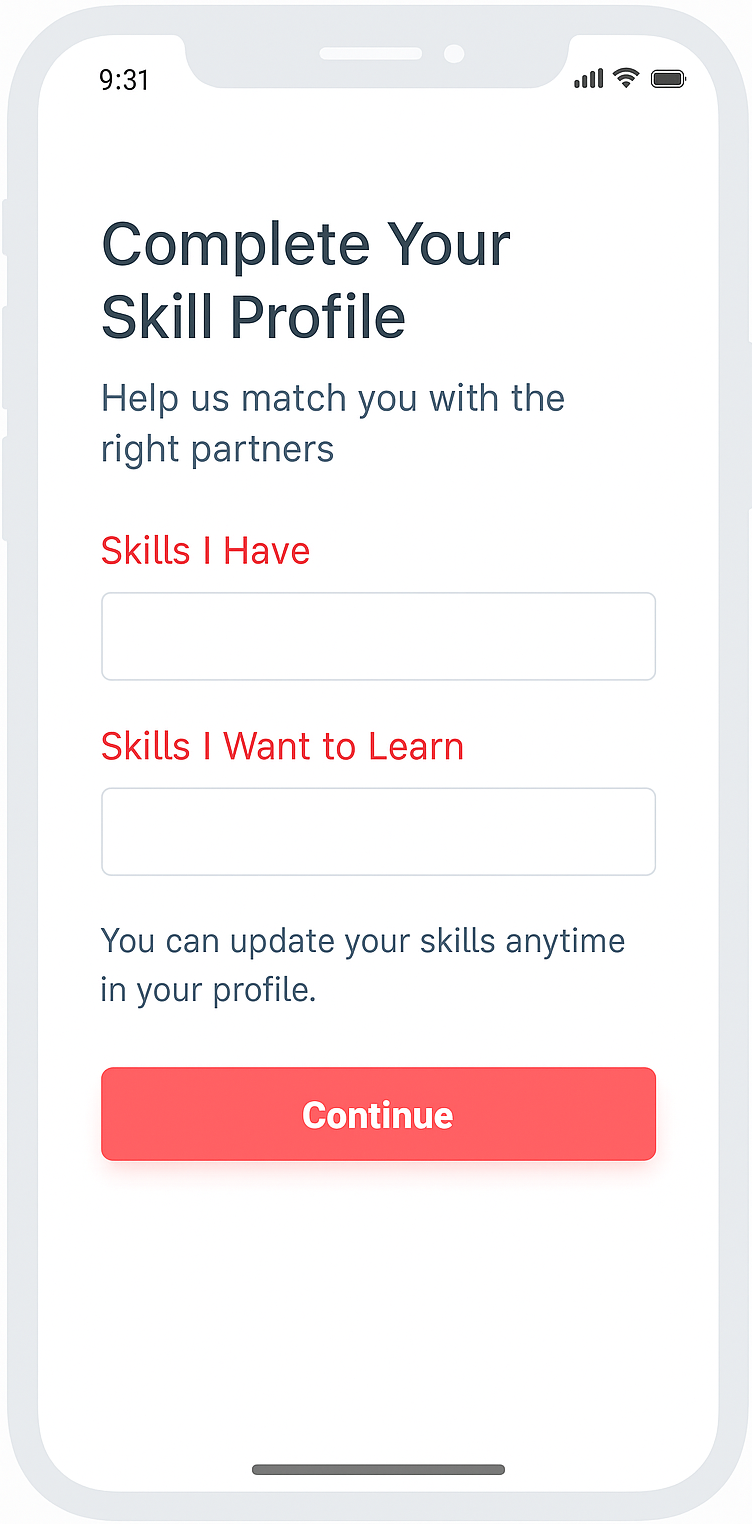 9:31
Complete Your
Skill Profile
Help us match you with the
right partners
Skills I Have
Skills I Want to Learn
You can update your skills anytime
in your profile.
Continue